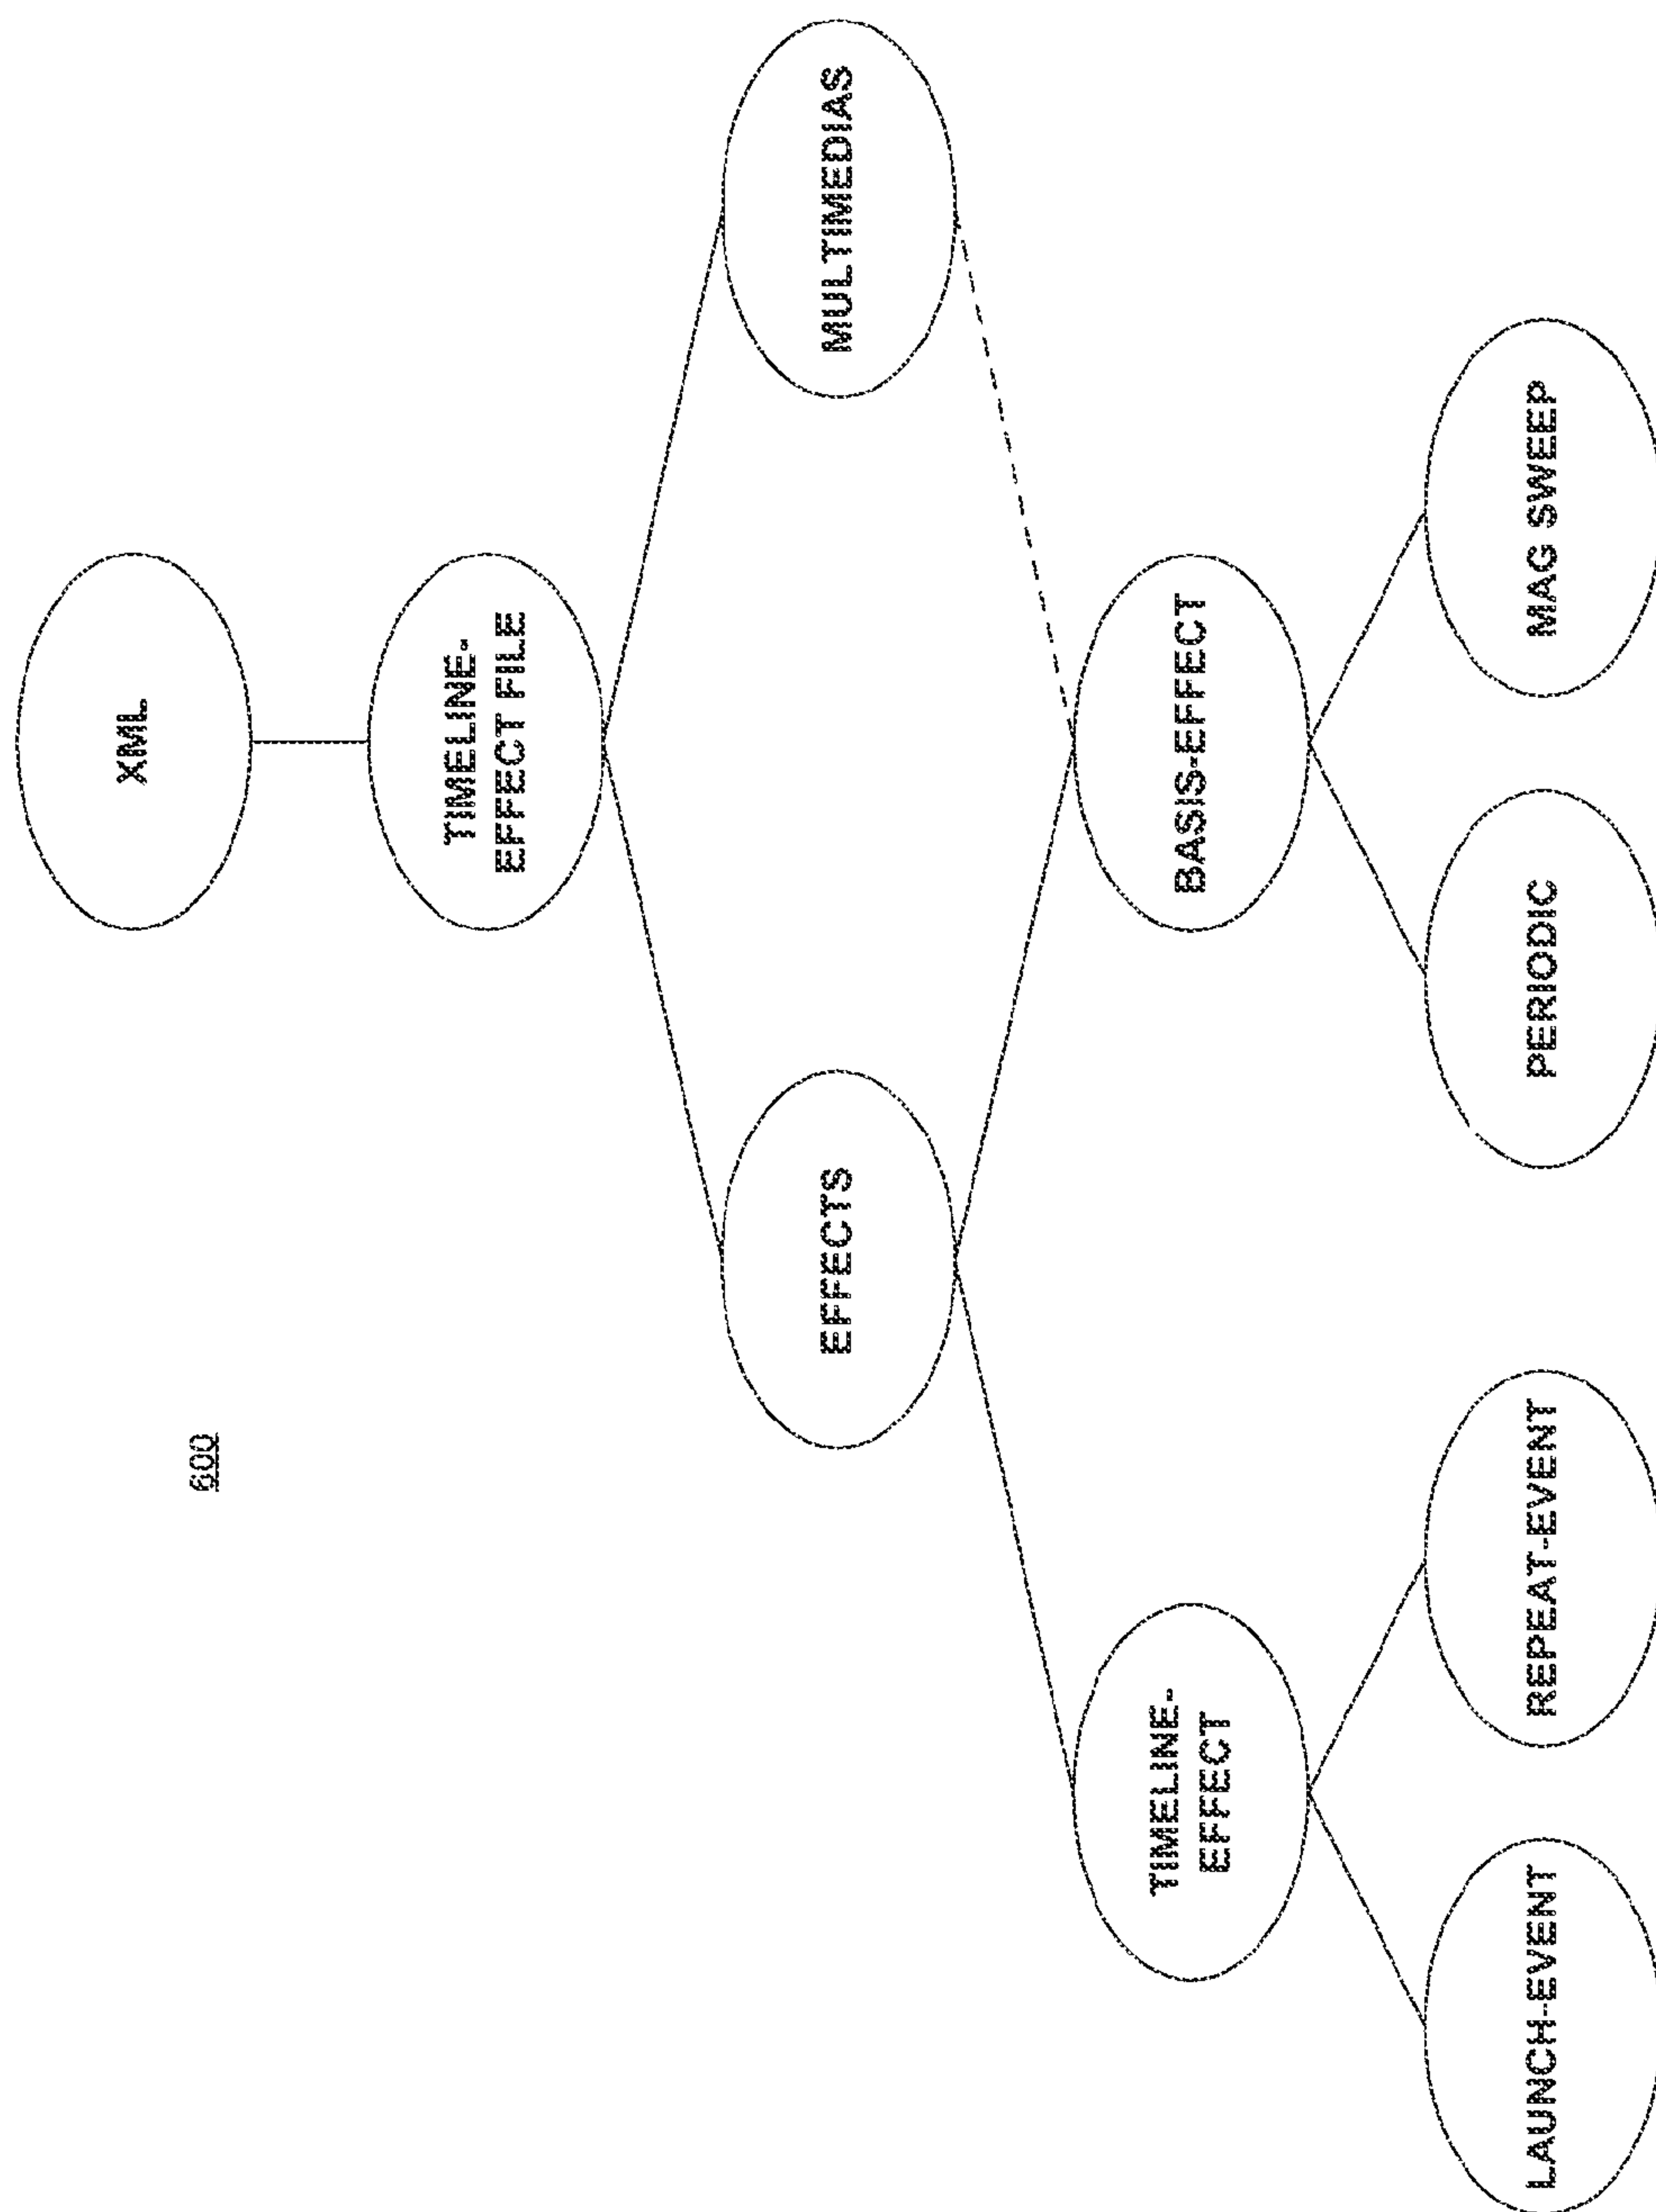 600
XML
TIMELINE-
EFFECT FILE
EFFECTS
MULTIMEDIAS
TIMELINE-
EFFECT
BASIS-EFFECT
LAUNCH-EVENT
REPEAT-EVENT
PERIODIC
MAG SWEEP